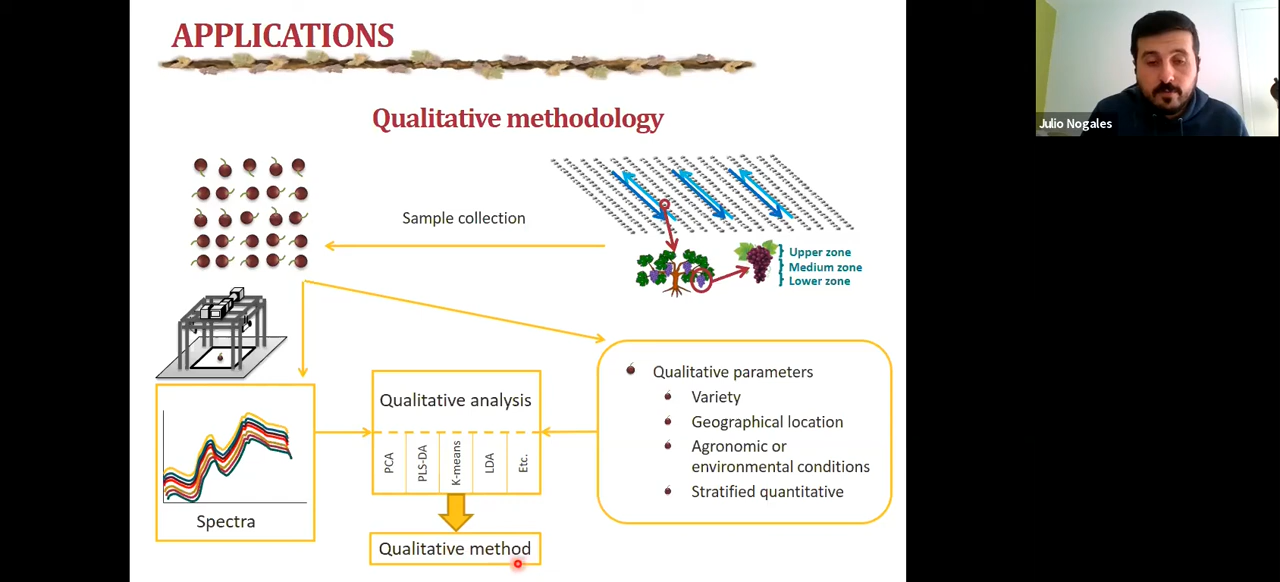 APPLICATIONS
Julio Nogales
Qualitative methodology
Sample collection
Upper zone
Medium zone
Lower zone
Qualitative parameters
Variety
Geographical location
Agronomic or
environmental conditions
Stratified quantitative
Qualitative analysis
PCA
PLS-DA
K-means
LDA
Etc.
Spectra
Qualitative method